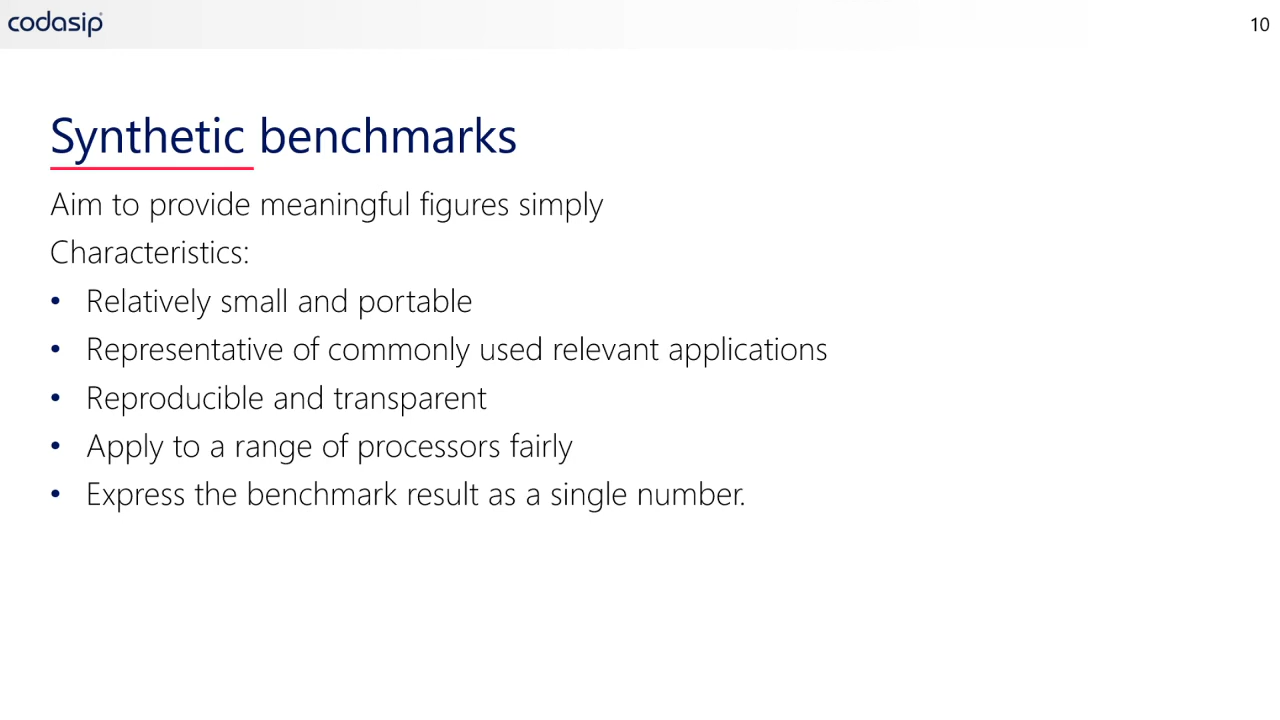 codasip
10
Synthetic benchmarks
Aim to provide meaningful figures simply
Characteristics:
• Relatively small and portable
• Representative of commonly used relevant applications
• Reproducible and transparent
• Apply to a range of processors fairly
• Express the benchmark result as a single number.